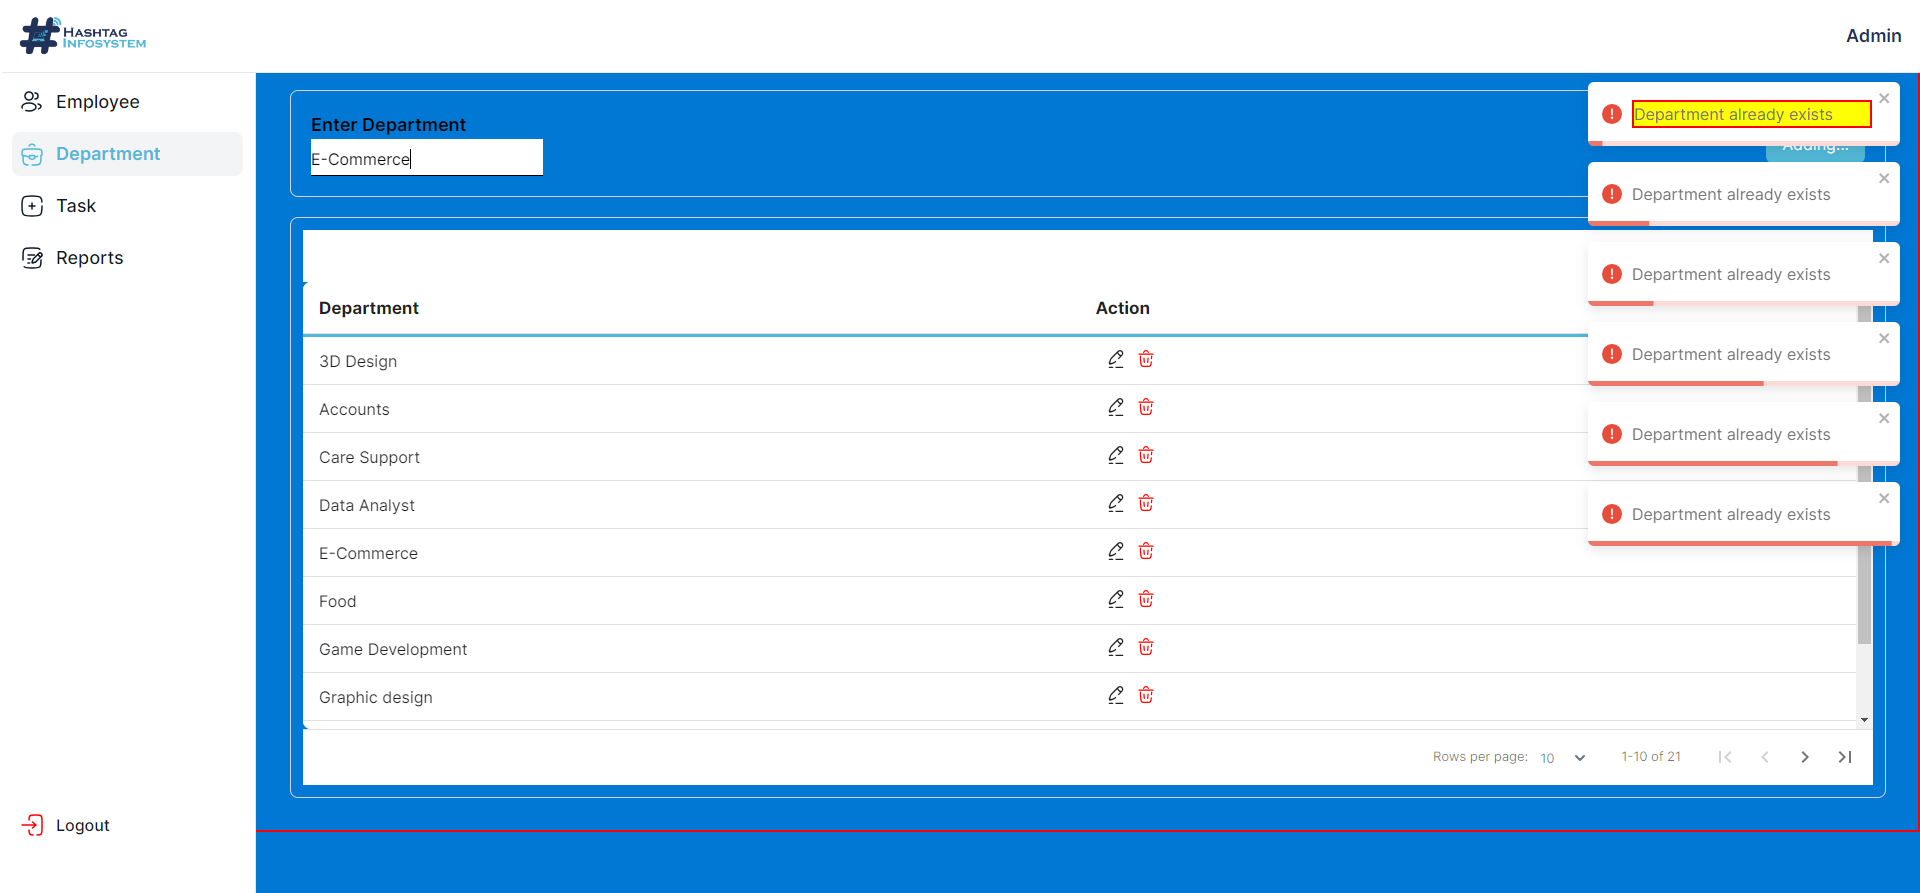 HASHTAG
INFOSYSTEM
Admin
Employee
Department
Task
Reports
Logout
Enter Department
E-Commerce
Adding...
Department already exists
Department already exists
Department already exists
Department already exists
Department already exists
Department already exists
Department Action
3D Design
Accounts
Care Support
Data Analyst
E-Commerce
Food
Game Development
Graphic design
Rows per page: 10 1-10 of 21